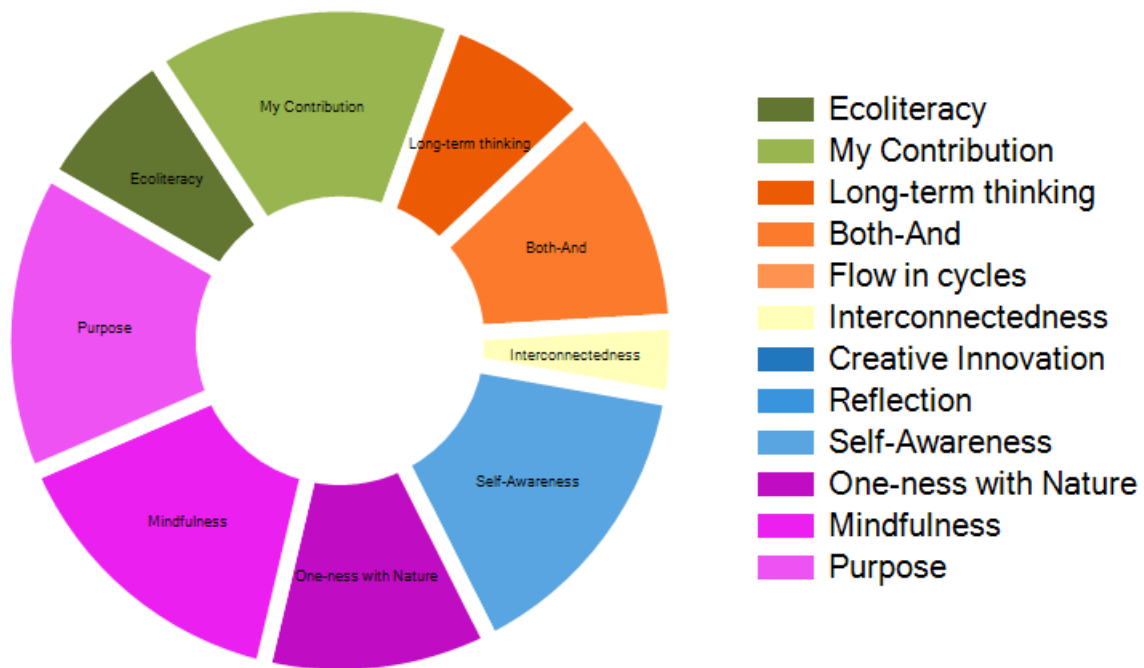 My Contribution
Long-term thinking
Ecoliteracy
Both-And
Purpose
Interconnectedness
Self-Awareness
Mindfulness
One-ness with Nature
Ecoliteracy
My Contribution
Long-term thinking
Both-And
Flow in cycles
Interconnectedness
Creative Innovation
Reflection
Self-Awareness
One-ness with Nature
Mindfulness
Purpose